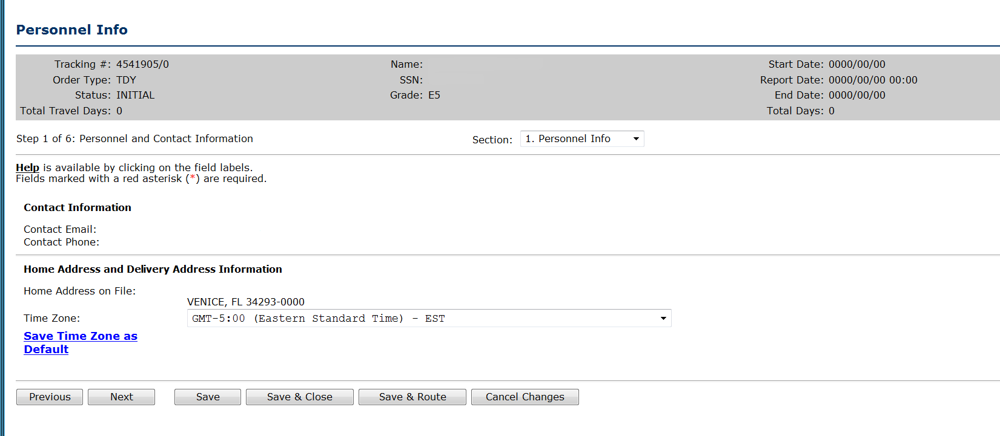 Personnel Info
Tracking #: 4541905/0 Name: Start Date: 0000/00/00
Order Type: TDY SSN: Report Date: 0000/00/00 00:00
Status: INITIAL Grade: E5 End Date: 0000/00/00
Total Travel Days: 0 Total Days: 0
Step 1 of 6: Personnel and Contact Information Section: 1. Personnel Info
Help is available by clicking on the field labels.
Fields marked with a red asterisk (*) are required.
Contact Information
Contact Email:
Contact Phone:
Home Address and Delivery Address Information
Home Address on File:
VENICE, FL 34293-0000
Time Zone: GMT-5:00 (Eastern Standard Time) - EST
Save Time Zone as
Default
Previous Next Save Save & Close Save & Route Cancel Changes